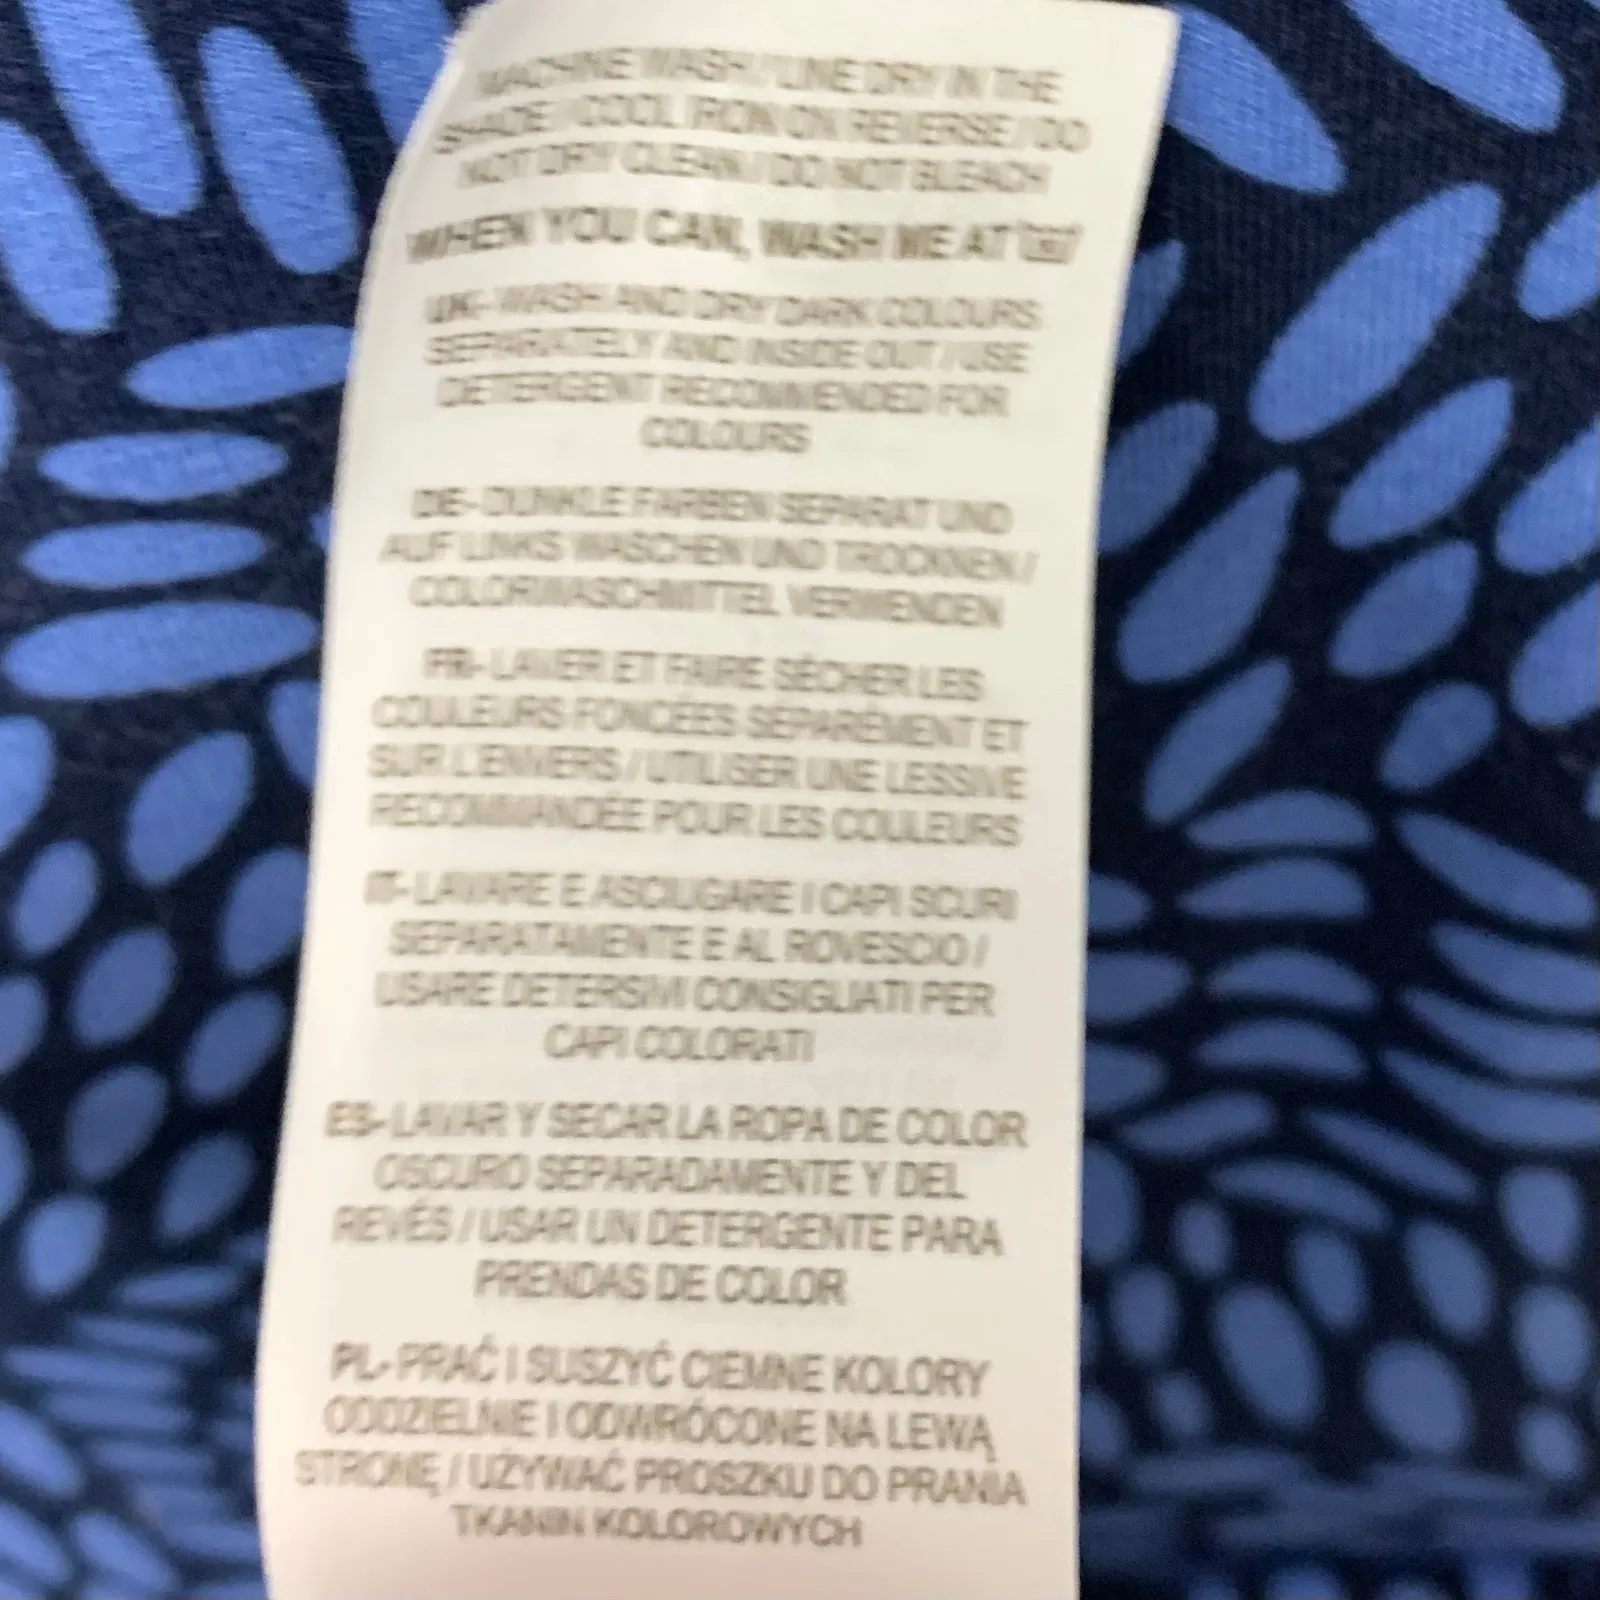 MACHINE WASH / LINE DRY IN THE
SHADE / COOL IRON ON REVERSE / DO
NOT DRY CLEAN / DO NOT BLEACH
WHEN YOU CAN, WASH ME AT
UK- WASH AND DRY DARK COLOURS
SEPARATELY AND INSIDE OUT / USE
DETERGENT RECOMMENDED FOR
COLOURS
DE- DUNKLE FARBEN SEPARAT UND
AUF LINKS WASCHEN UND TROCKNEN /
COLORWASCHMITTEL VERWENDEN
FR- LAVER ET FAIRE SÉCHER LES
COULEURS FONCÉES SÉPARÉMENT ET
SUR L'ENVERS / UTILISER UNE LESSIVE
RECOMMANDÉE POUR LES COULEURS
IT- LAVARE E ASCIUGARE I CAPI SCURI
SEPARATAMENTE E AL ROVESCIO /
USARE DETERSIVI CONSIGLIATI PER
CAPI COLORATI
ES- LAVAR Y SECAR LA ROPA DE COLOR
OSCURO SEPARADAMENTE Y DEL
REVÉS / USAR UN DETERGENTE PARA
PRENDAS DE COLOR
PL- PRAĆ I SUSZYĆ CIEMNE KOLORY
ODDZIELNIE I ODWRÓCONE NA LEWĄ
STRONĘ / UŻYWAĆ PROSZKU DO PRANIA
TKANIN KOLOROWYCH